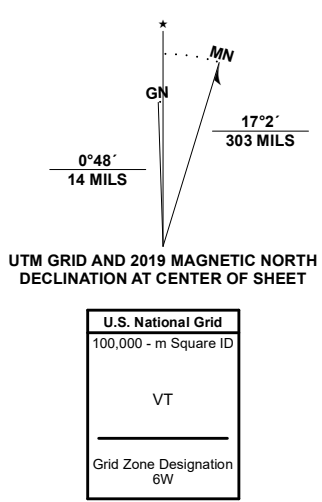 ★
MN
GN
17°2´
303 MILS
0°48´
14 MILS
UTM GRID AND 2019 MAGNETIC NORTH
DECLINATION AT CENTER OF SHEET
U.S. National Grid
100,000 - m Square ID
VT
Grid Zone Designation
6W